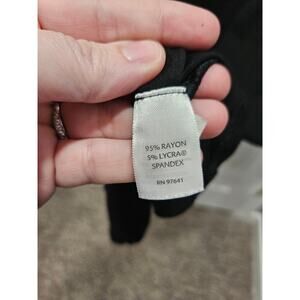 95% RAYON
5% LYCRA®
SPANDEX
RN 97641